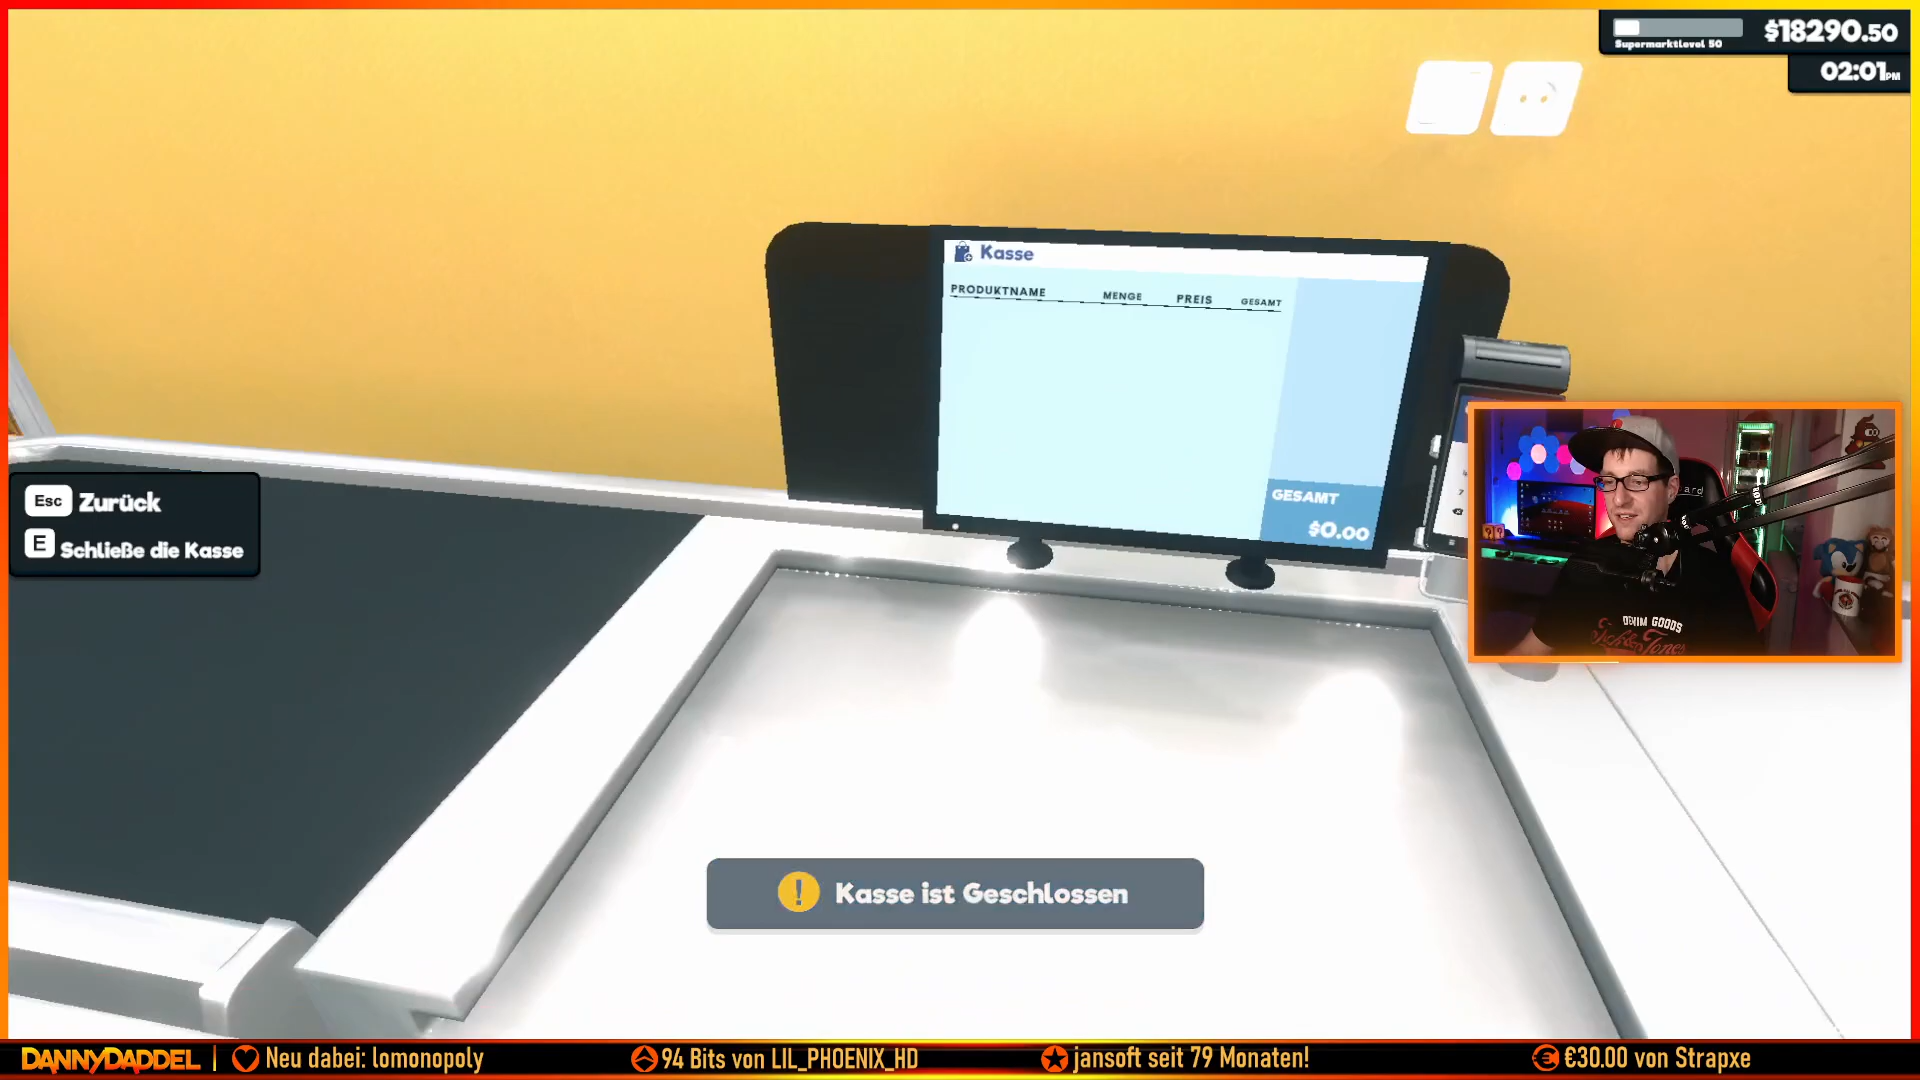 $18290.50
Supermarktlevel 50
02:01PM
Kasse
PRODUKTNAME MENGE PREIS GESAMT
GESAMT
$0.00
Esc Zurück
E Schließe die Kasse
DENIM GOODS
Kasse ist Geschlossen
DANNYDADDEL | Neu dabei: lomonopoly 94 Bits von LIL_PHOENIX_HD jansoft seit 79 Monaten! €30.00 von Strapxe